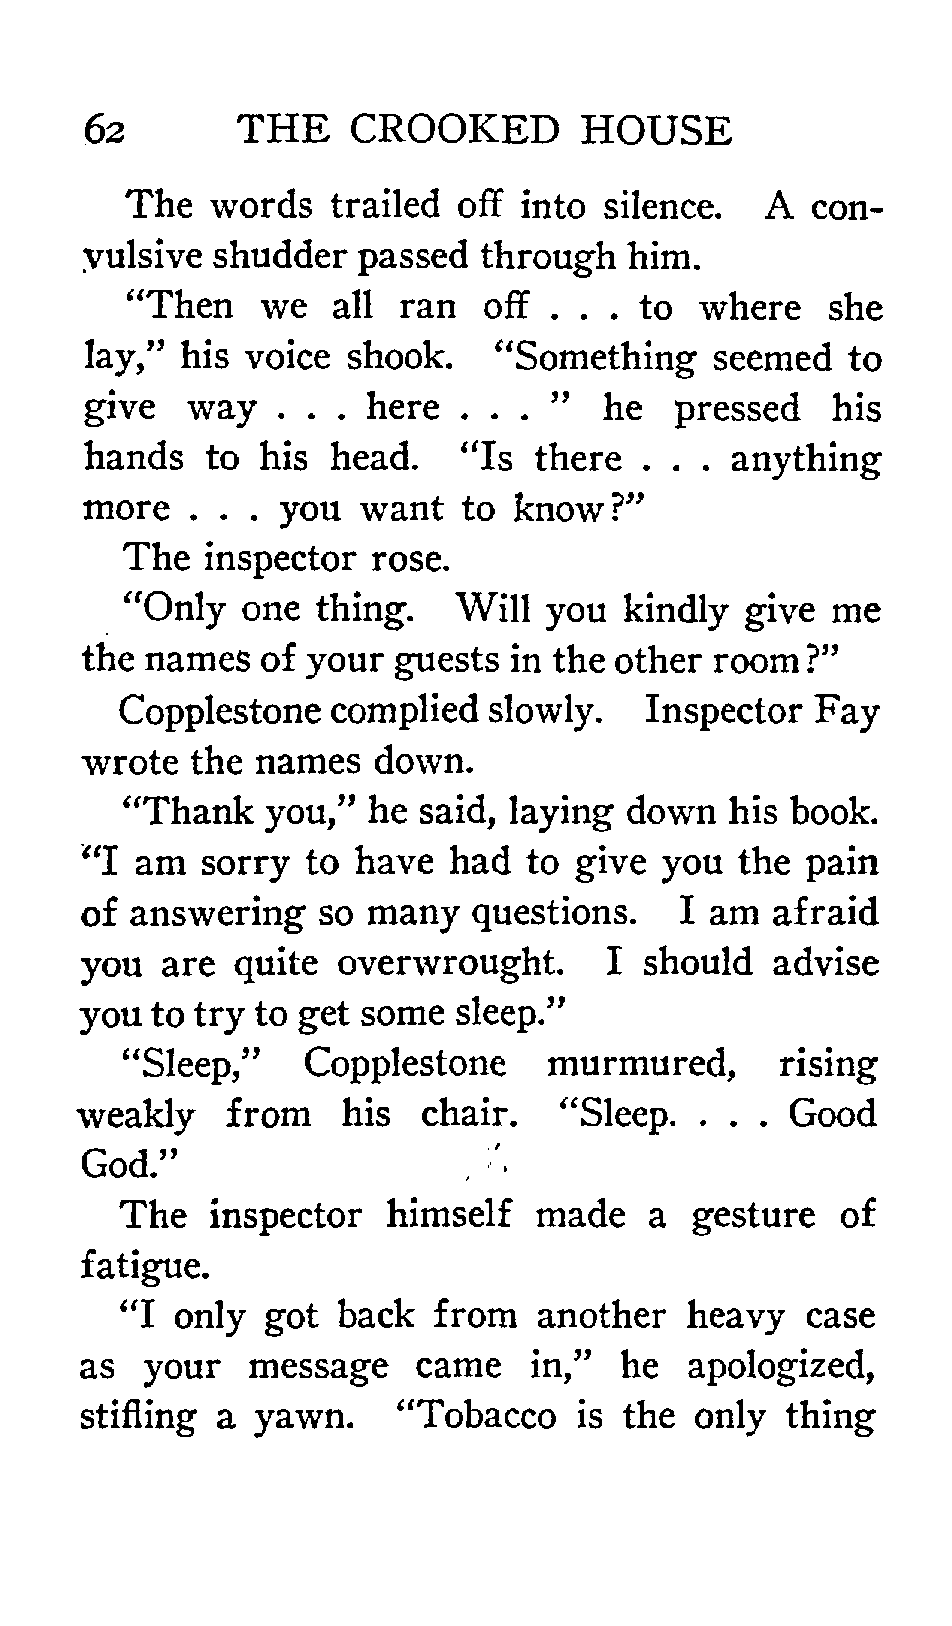 62 THE CROOKED HOUSE
The words trailed off into silence. A con-
vulsive shudder passed through him.
"Then we all ran off . . . to where she
lay," his voice shook. "Something seemed to
give way . . . here . . . " he pressed his
hands to his head. "Is there . . . anything
more . . . you want to know?"
The inspector rose.
"Only one thing. Will you kindly give me
the names of your guests in the other room?"
Copplestone complied slowly. Inspector Fay
wrote the names down.
"Thank you," he said, laying down his book.
"I am sorry to have had to give you the pain
of answering so many questions. I am afraid
you are quite overwrought. I should advise
you to try to get some sleep."
"Sleep," Copplestone murmured, rising
weakly from his chair. "Sleep. . . . Good
God."
The inspector himself made a gesture of
fatigue.
"I only got back from another heavy case
as your message came in," he apologized,
stifling a yawn. "Tobacco is the only thing